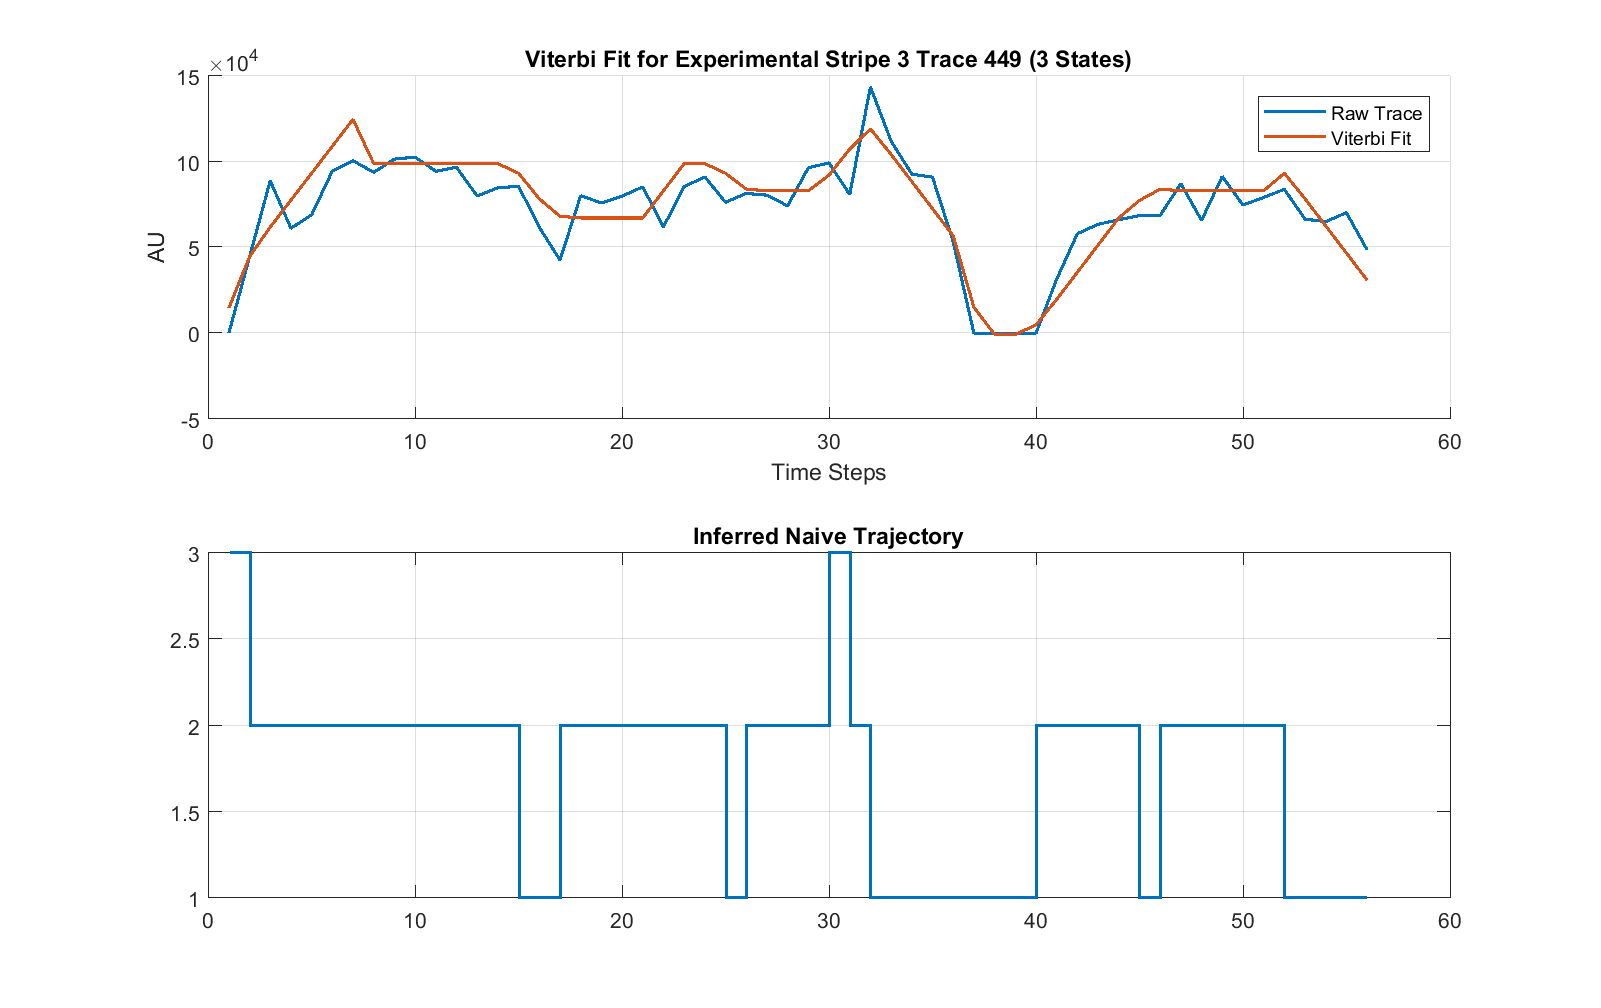 Viterbi Fit for Experimental Stripe 3 Trace 449 (3 States)
×10⁴
15
10
5
0
-5
AU
Raw Trace
Viterbi Fit
0 10 20 30 40 50 60
Time Steps
Inferred Naive Trajectory
3
2.5
2
1.5
1
0 10 20 30 40 50 60